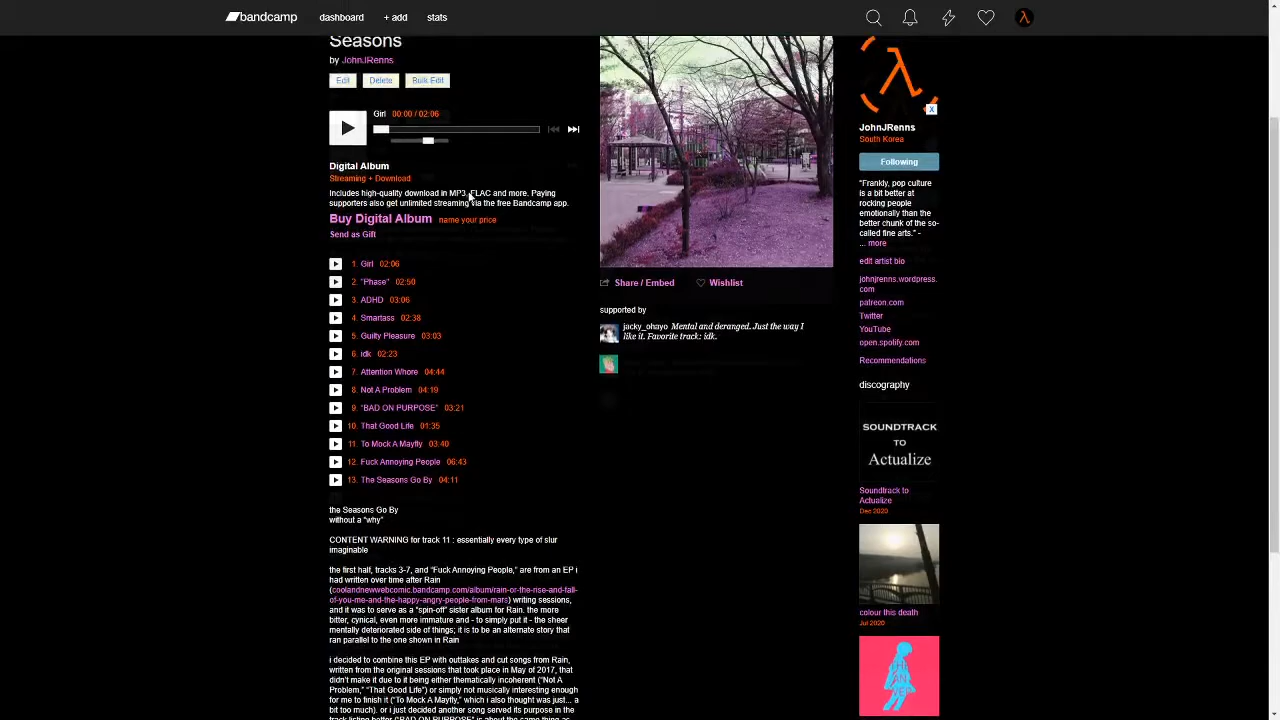 bandcamp dashboard + add stats
Seasons
by JohnJRenns
Edit Delete Bulk Edit
Girl 00:00 / 02:06
Digital Album
Streaming + Download
Includes high-quality download in MP3, FLAC and more. Paying
supporters also get unlimited streaming via the free Bandcamp app.
Buy Digital Album name your price
Send as Gift
1. Girl 02:06
2. "Phase" 02:50
3. ADHD 03:06
4. Smartass 02:38
5. Guilty Pleasure 03:03
6. idk 02:23
7. Attention Whore 04:44
8. Not A Problem 04:19
9. "BAD ON PURPOSE" 03:21
10. That Good Life 01:35
11. To Mock A Mayfly 03:40
12. Fuck Annoying People 06:43
13. The Seasons Go By 04:11
the Seasons Go By
without a "why"
CONTENT WARNING for track 11 : essentially every type of slur
imaginable
the first half, tracks 3-7, and "Fuck Annoying People," are from an EP i
had written over time after Rain
(coolandnewwebcomic.bandcamp.com/album/rain-or-the-rise-and-fall-
of-you-me-and-the-happy-angry-people-from-mars) writing sessions,
and it was to serve as a "spin-off" sister album for Rain. the more
bitter, cynical, even more immature and - to simply put it - the sheer
mentally deteriorated side of things; it is to be an alternate story that
ran parallel to the one shown in Rain
i decided to combine this EP with outtakes and cut songs from Rain,
written from the original sessions that took place in May of 2017, that
didn't make it due to it being either thematically incoherent ("Not A
Problem," "That Good Life") or simply not musically interesting enough
for me to finish it ("To Mock A Mayfly," which i also thought was just... a
bit too much). or i just decided another song served its purpose in the
track listing better ("BAD ON PURPOSE" is about the same thing as
Share / Embed Wishlist
supported by
jacky_ohayo Mental and deranged. Just the way I
like it. Favorite track: idk.
X
JohnJRenns
South Korea
Following
"Frankly, pop culture
is a bit better at
rocking people
emotionally than the
better chunk of the so-
called fine arts." -
... more
edit artist bio
johnjrenns.wordpress.
com
patreon.com
Twitter
YouTube
open.spotify.com
Recommendations
discography
SOUNDTRACK
TO
Actualize
Soundtrack to
Actualize
Dec 2020
colour this death
Jul 2020